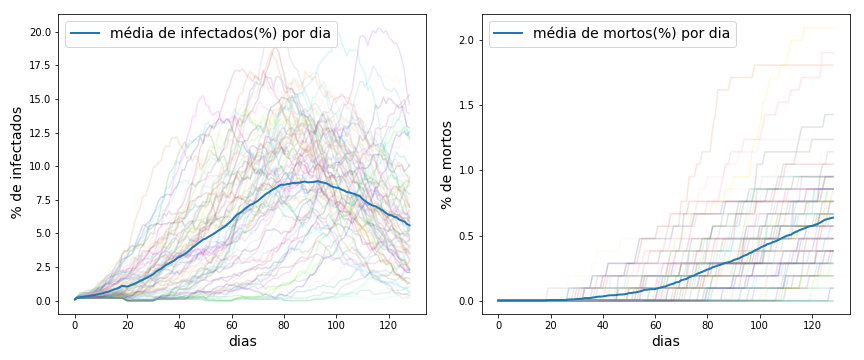 média de infectados(%) por dia
% de infectados
20.0
17.5
15.0
12.5
10.0
7.5
5.0
2.5
0.0
0 20 40 60 80 100 120
dias
média de mortos(%) por dia
% de mortos
2.0
1.5
1.0
0.5
0.0
0 20 40 60 80 100 120
dias